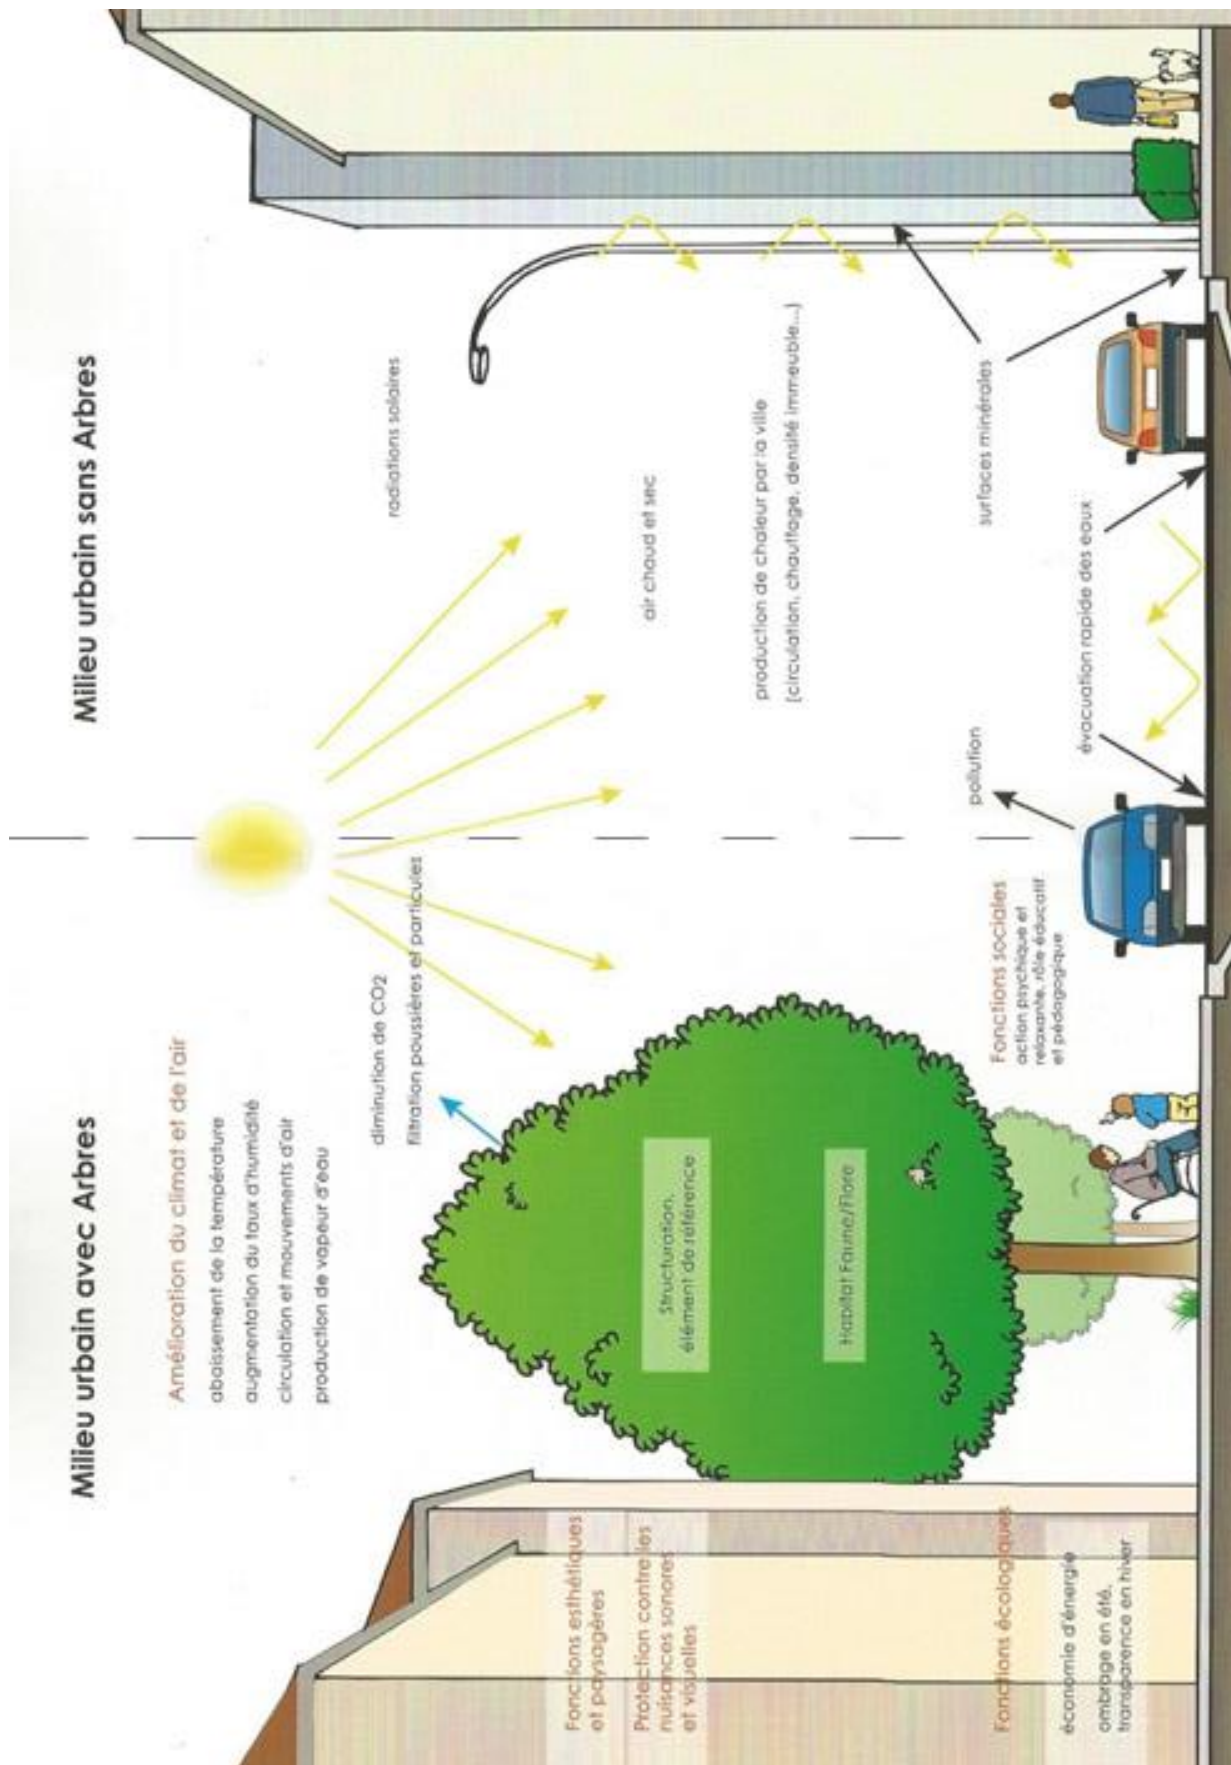 Milieu urbain avec Arbres
Milieu urbain sans Arbres
Amélioration du climat et de l'air
abaissement de la température
augmentation du taux d'humidité
circulation et mouvements d'air
production de vapeur d'eau
diminution de CO2
filtration poussières et particules
radiations solaires
Fonctions esthétiques
et paysagères
Protection contre les
nuisances sonores
et visuelles
Structuration,
élément de référence
Habitat Faune/Flore
air chaud et sec
production de chaleur par la ville
(circulation, chauffage, densité immeuble...)
Fonctions écologiques
économie d'énergie
ombrage en été,
transparence en hiver
Fonctions sociales
action psychique et
relaxante, rôle éducatif
et pédagogique
pollution
surfaces minérales
évacuation rapide des eaux